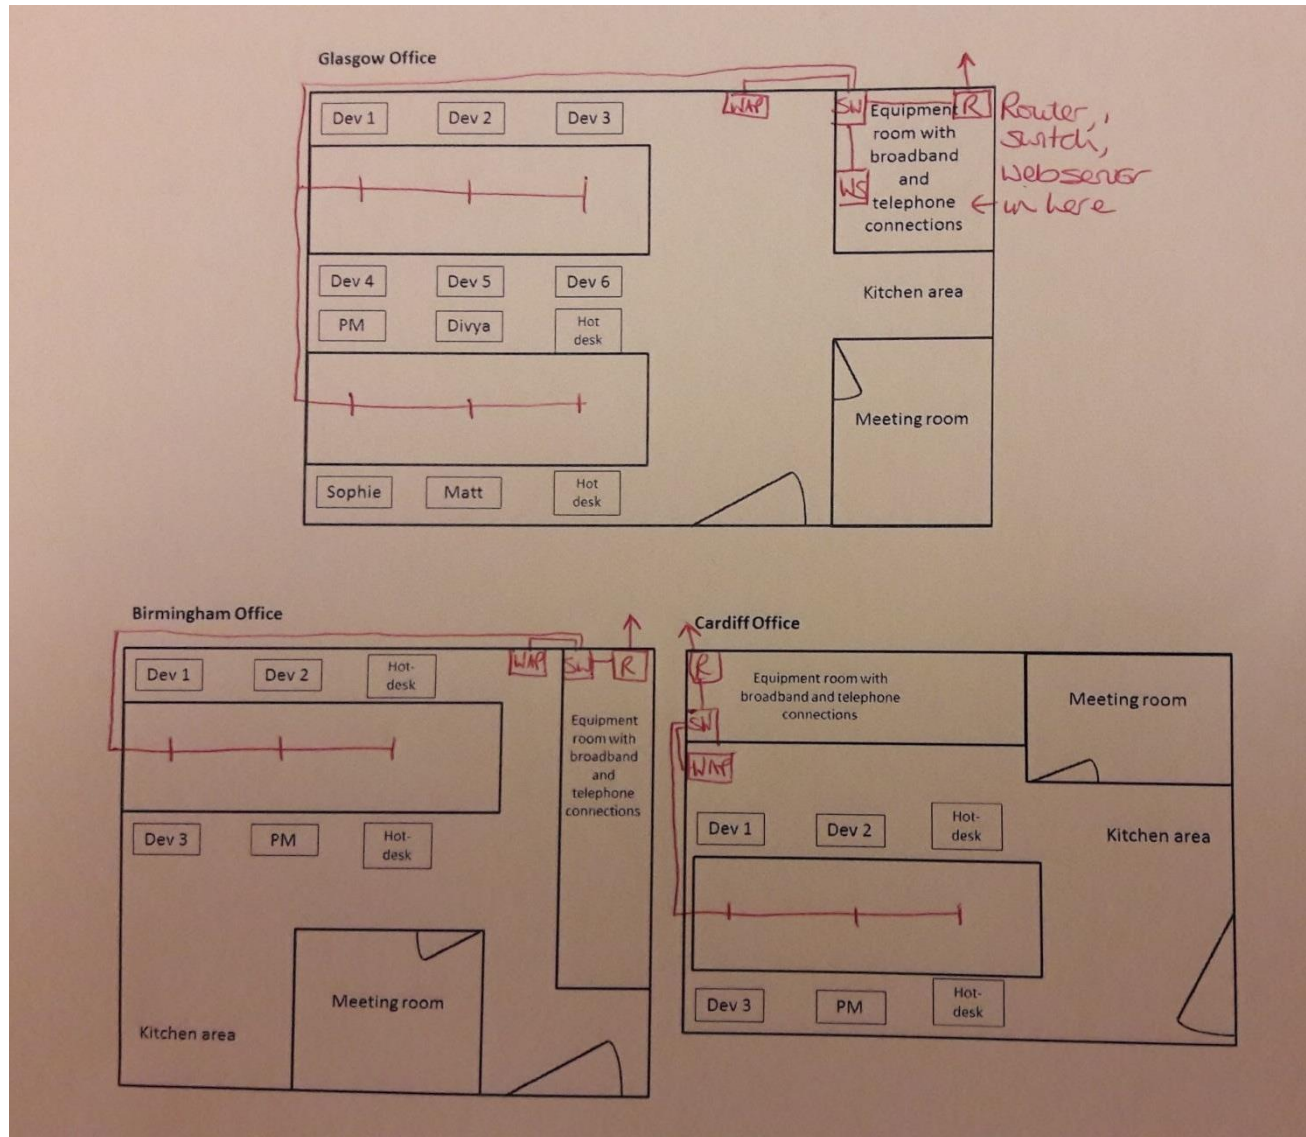 Glasgow Office
Dev 1 Dev 2 Dev 3
WAP SW R
Equipment
room with
broadband
and
telephone
connections
WS
Router,
switch,
webserver
← in here
Dev 4 Dev 5 Dev 6
PM Divya Hot
desk
Kitchen area
Meeting room
Sophie Matt Hot
desk
Birmingham Office
Dev 1 Dev 2 Hot-
desk
WAP SW R
Equipment
room with
broadband
and
telephone
connections
Dev 3 PM Hot-
desk
Meeting room
Kitchen area
Cardiff Office
R
SW
WAP
Equipment room with
broadband and telephone
connections
Meeting room
Dev 1 Dev 2 Hot-
desk
Kitchen area
Dev 3 PM Hot-
desk